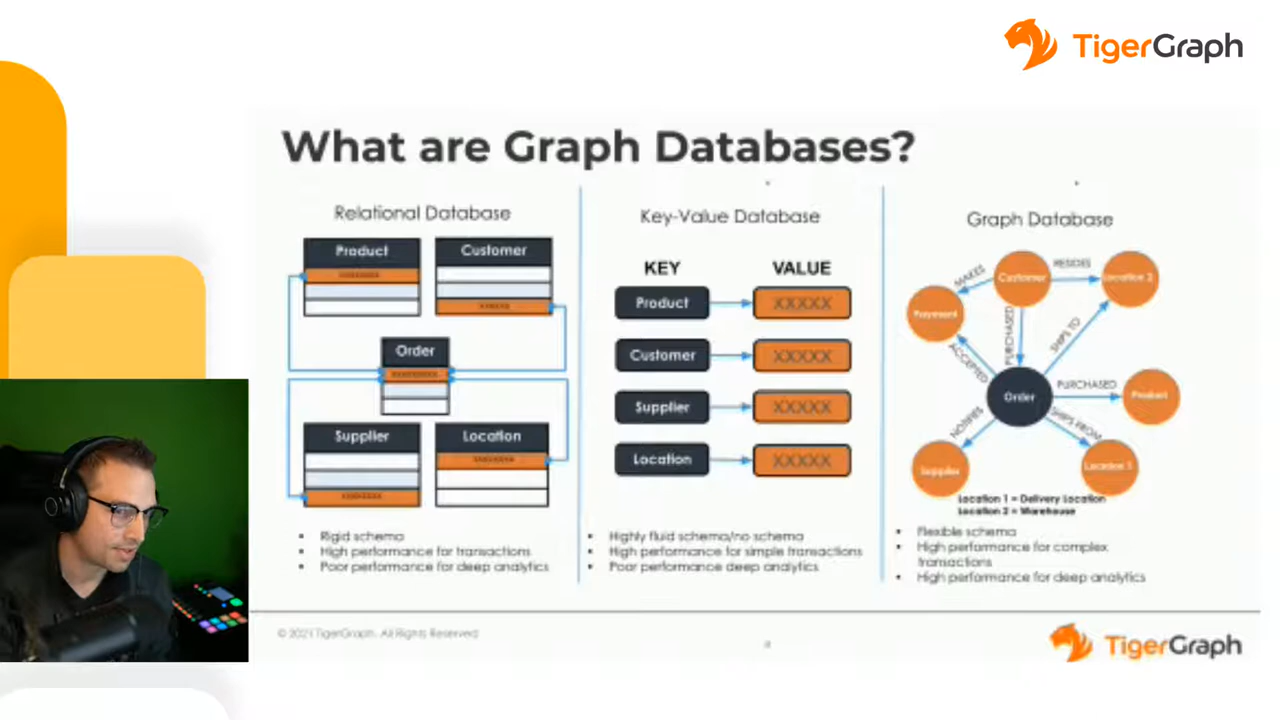 TigerGraph
What are Graph Databases?
Relational Database
Product
Customer
Order
Supplier
Location
Rigid schema
High performance for transactions
Poor performance for deep analytics
Key-Value Database
KEY
VALUE
Product
XXXXX
Customer
XXXXX
Supplier
XXXXX
Location
XXXXX
Highly fluid schema/no schema
High performance for simple transactions
Poor performance deep analytics
Graph Database
MAKES
Customer
RESIDES
Location 2
Payment
PURCHASED
SHIPS TO
ACCEPTED
Order
PURCHASED
Product
NOTIFIES
SHIPS FROM
Supplier
Location 1
Location 1 = Delivery Location
Location 2 = Warehouse
Flexible schema
High performance for complex
transactions
High performance for deep analytics
© 2021 TigerGraph. All Rights Reserved
TigerGraph